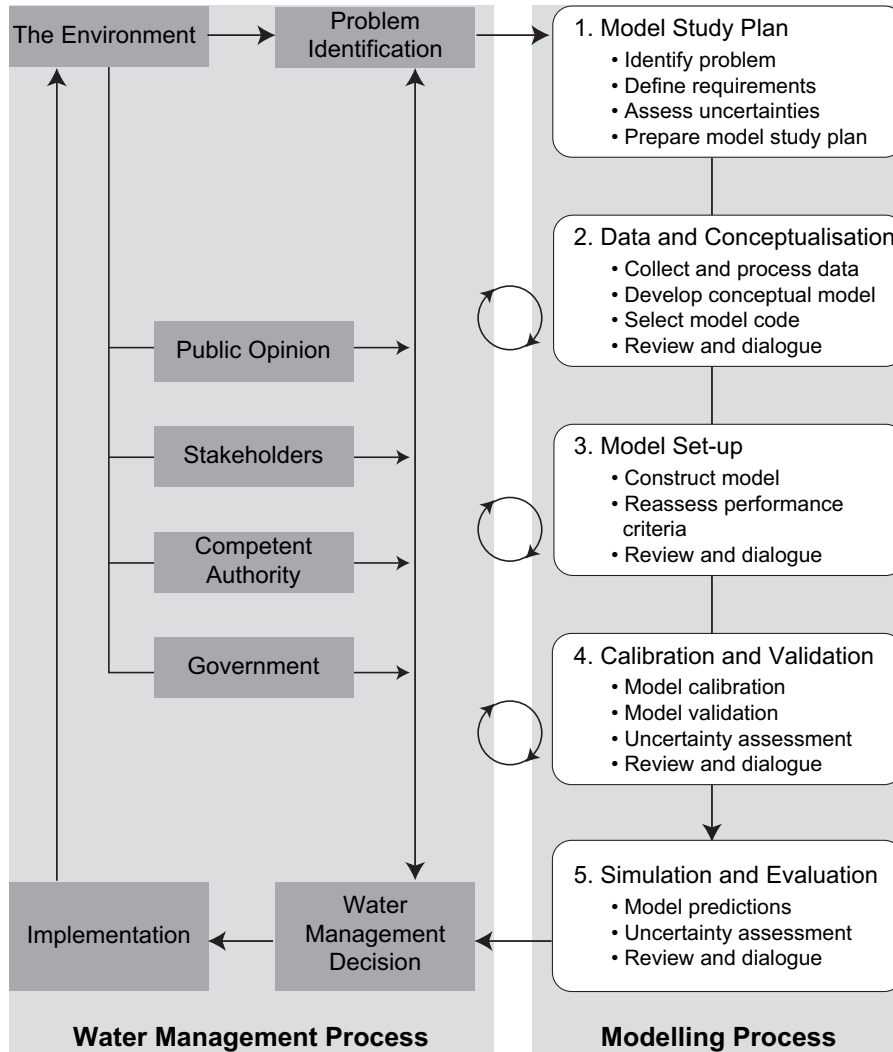 The Environment
Problem
Identification
Public Opinion
Stakeholders
Competent
Authority
Government
Implementation
Water
Management
Decision
Water Management Process
1. Model Study Plan
• Identify problem
• Define requirements
• Assess uncertainties
• Prepare model study plan
2. Data and Conceptualisation
• Collect and process data
• Develop conceptual model
• Select model code
• Review and dialogue
3. Model Set-up
• Construct model
• Reassess performance
criteria
• Review and dialogue
4. Calibration and Validation
• Model calibration
• Model validation
• Uncertainty assessment
• Review and dialogue
5. Simulation and Evaluation
• Model predictions
• Uncertainty assessment
• Review and dialogue
Modelling Process